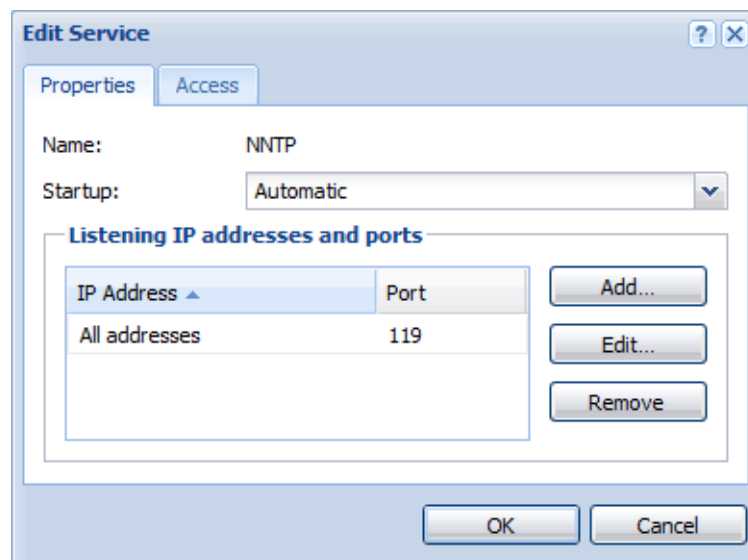 Edit Service
Properties Access
Name: NNTP
Startup: Automatic
Listening IP addresses and ports
IP Address Port
All addresses 119
Add...
Edit...
Remove
OK Cancel